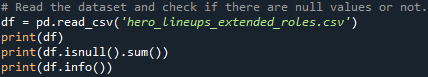 # Read the dataset and check if there are null values or not.
df = pd.read_csv('hero_lineups_extended_roles.csv')
print(df)
print(df.isnull().sum())
print(df.info())